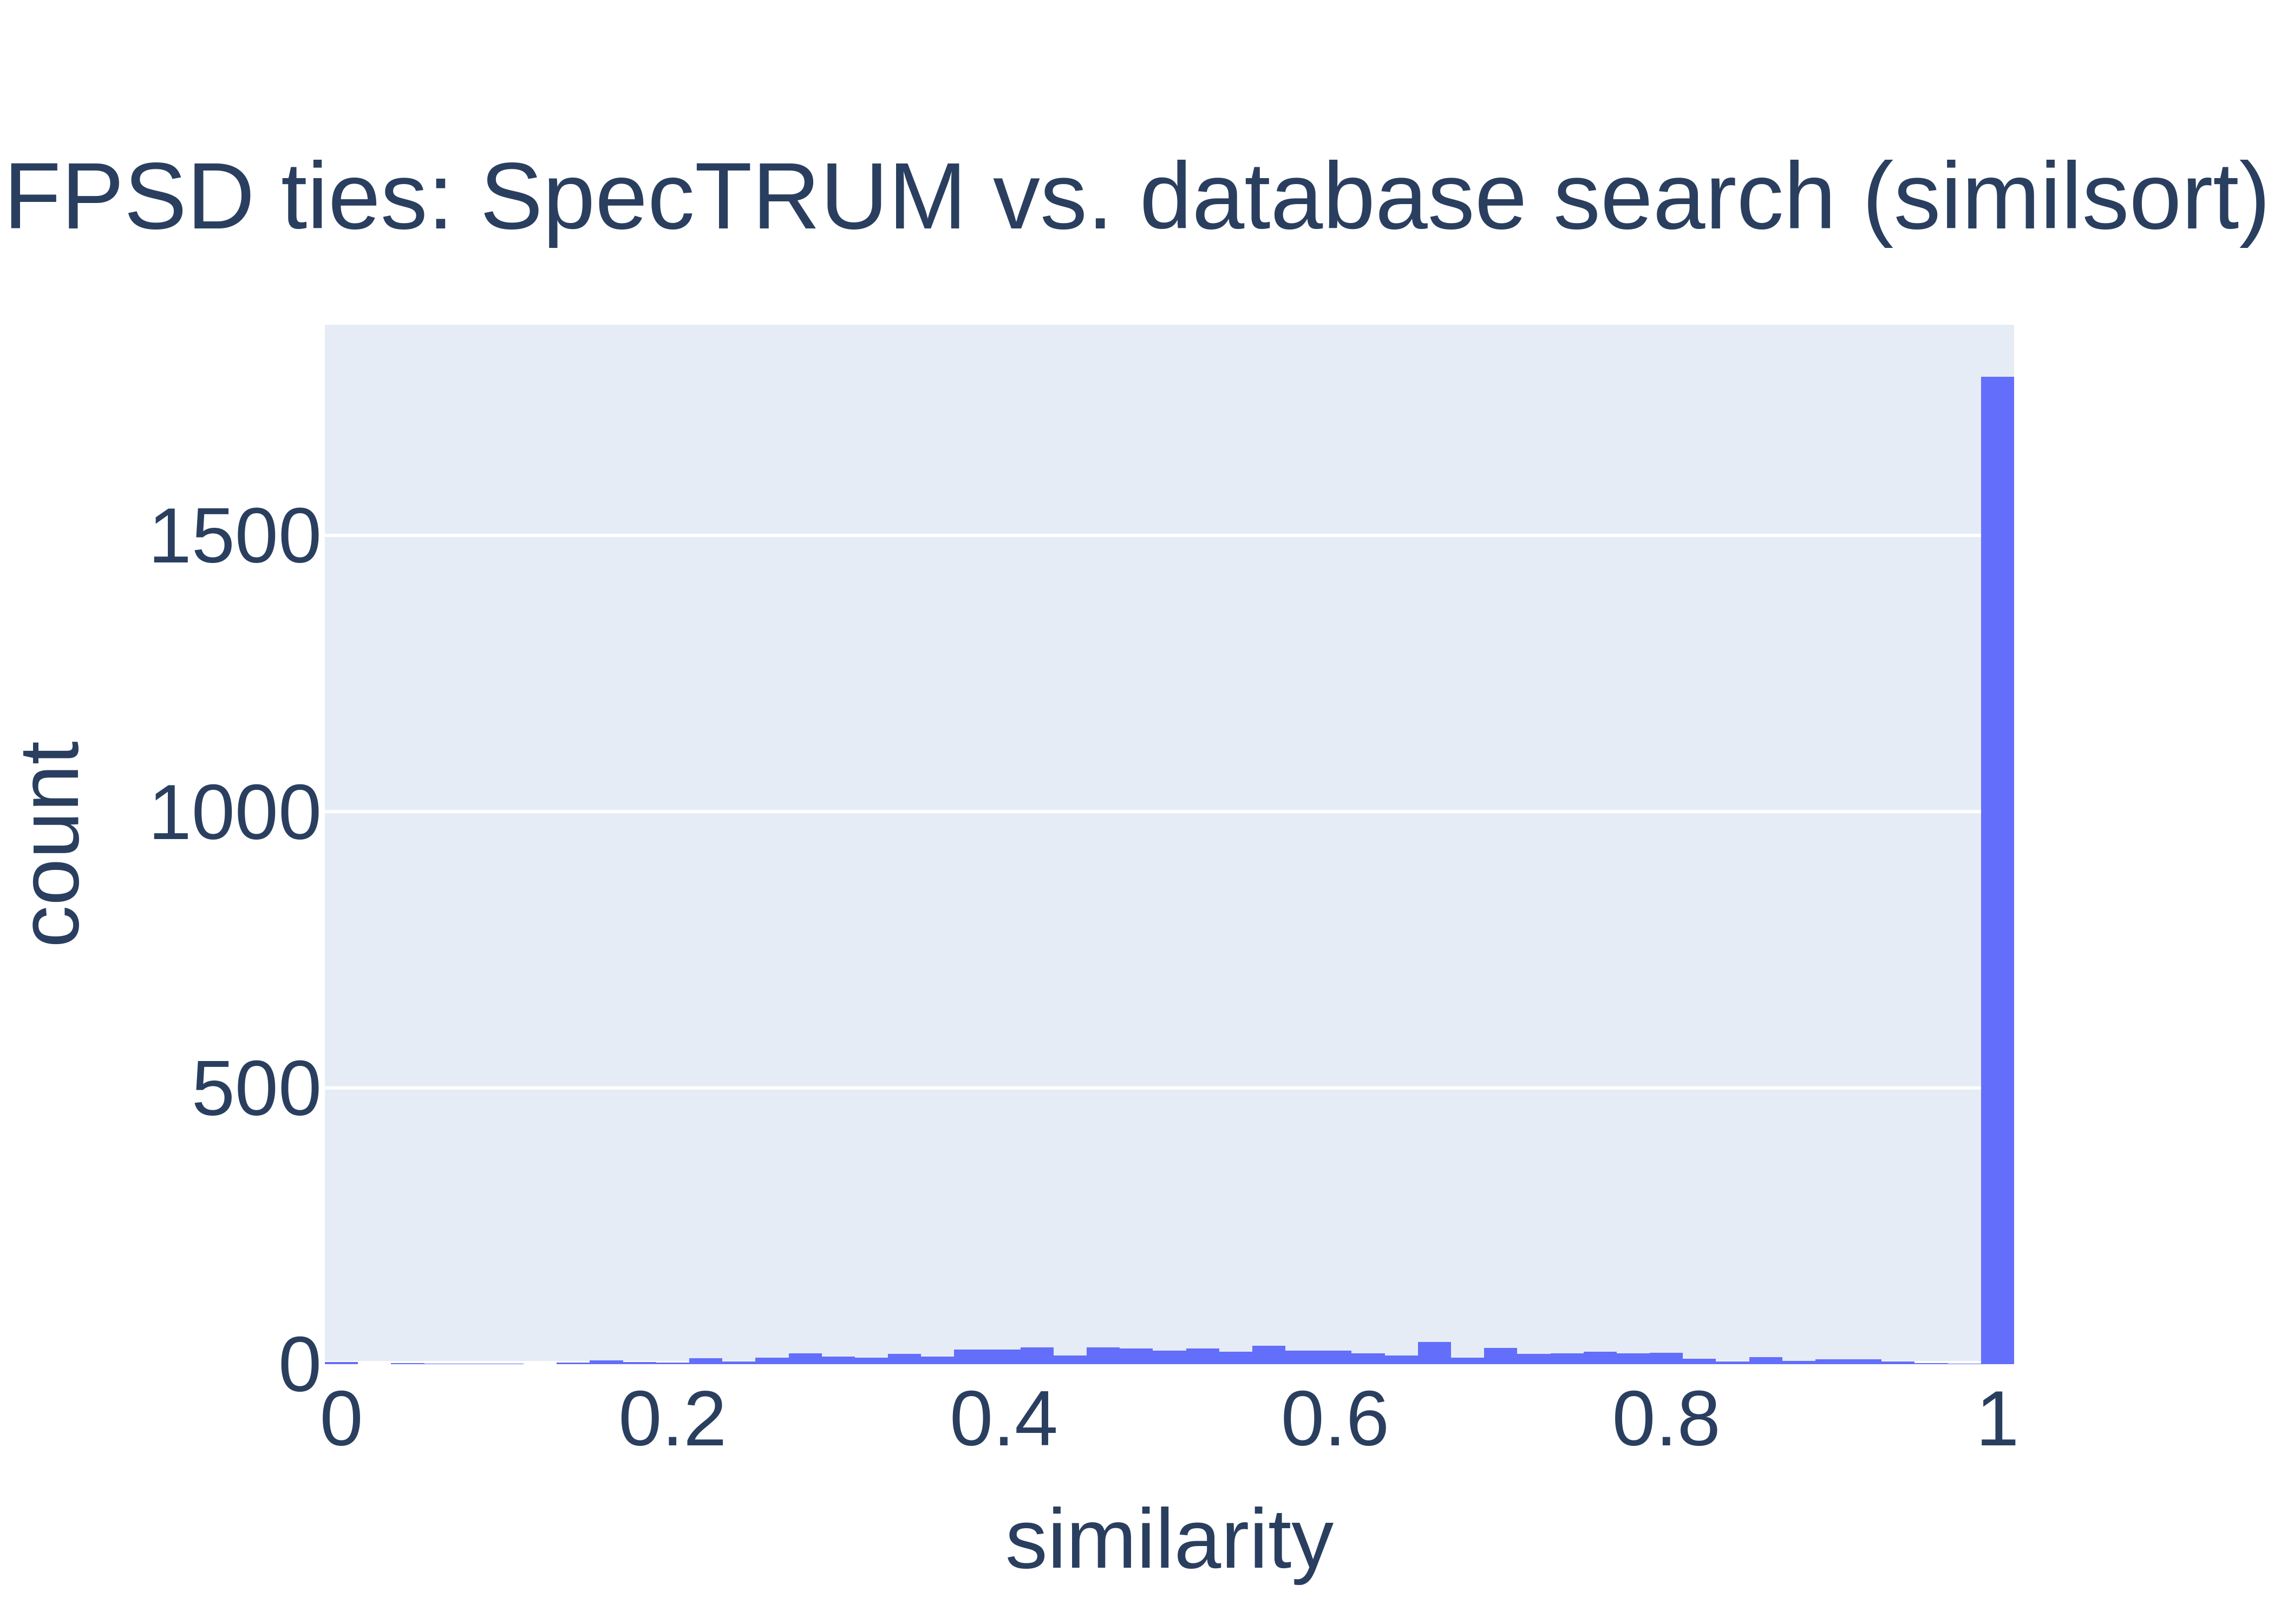 FPSD ties: SpecTRUM vs. database search (similsort)
count
1500
1000
500
0
0 0.2 0.4 0.6 0.8 1
similarity